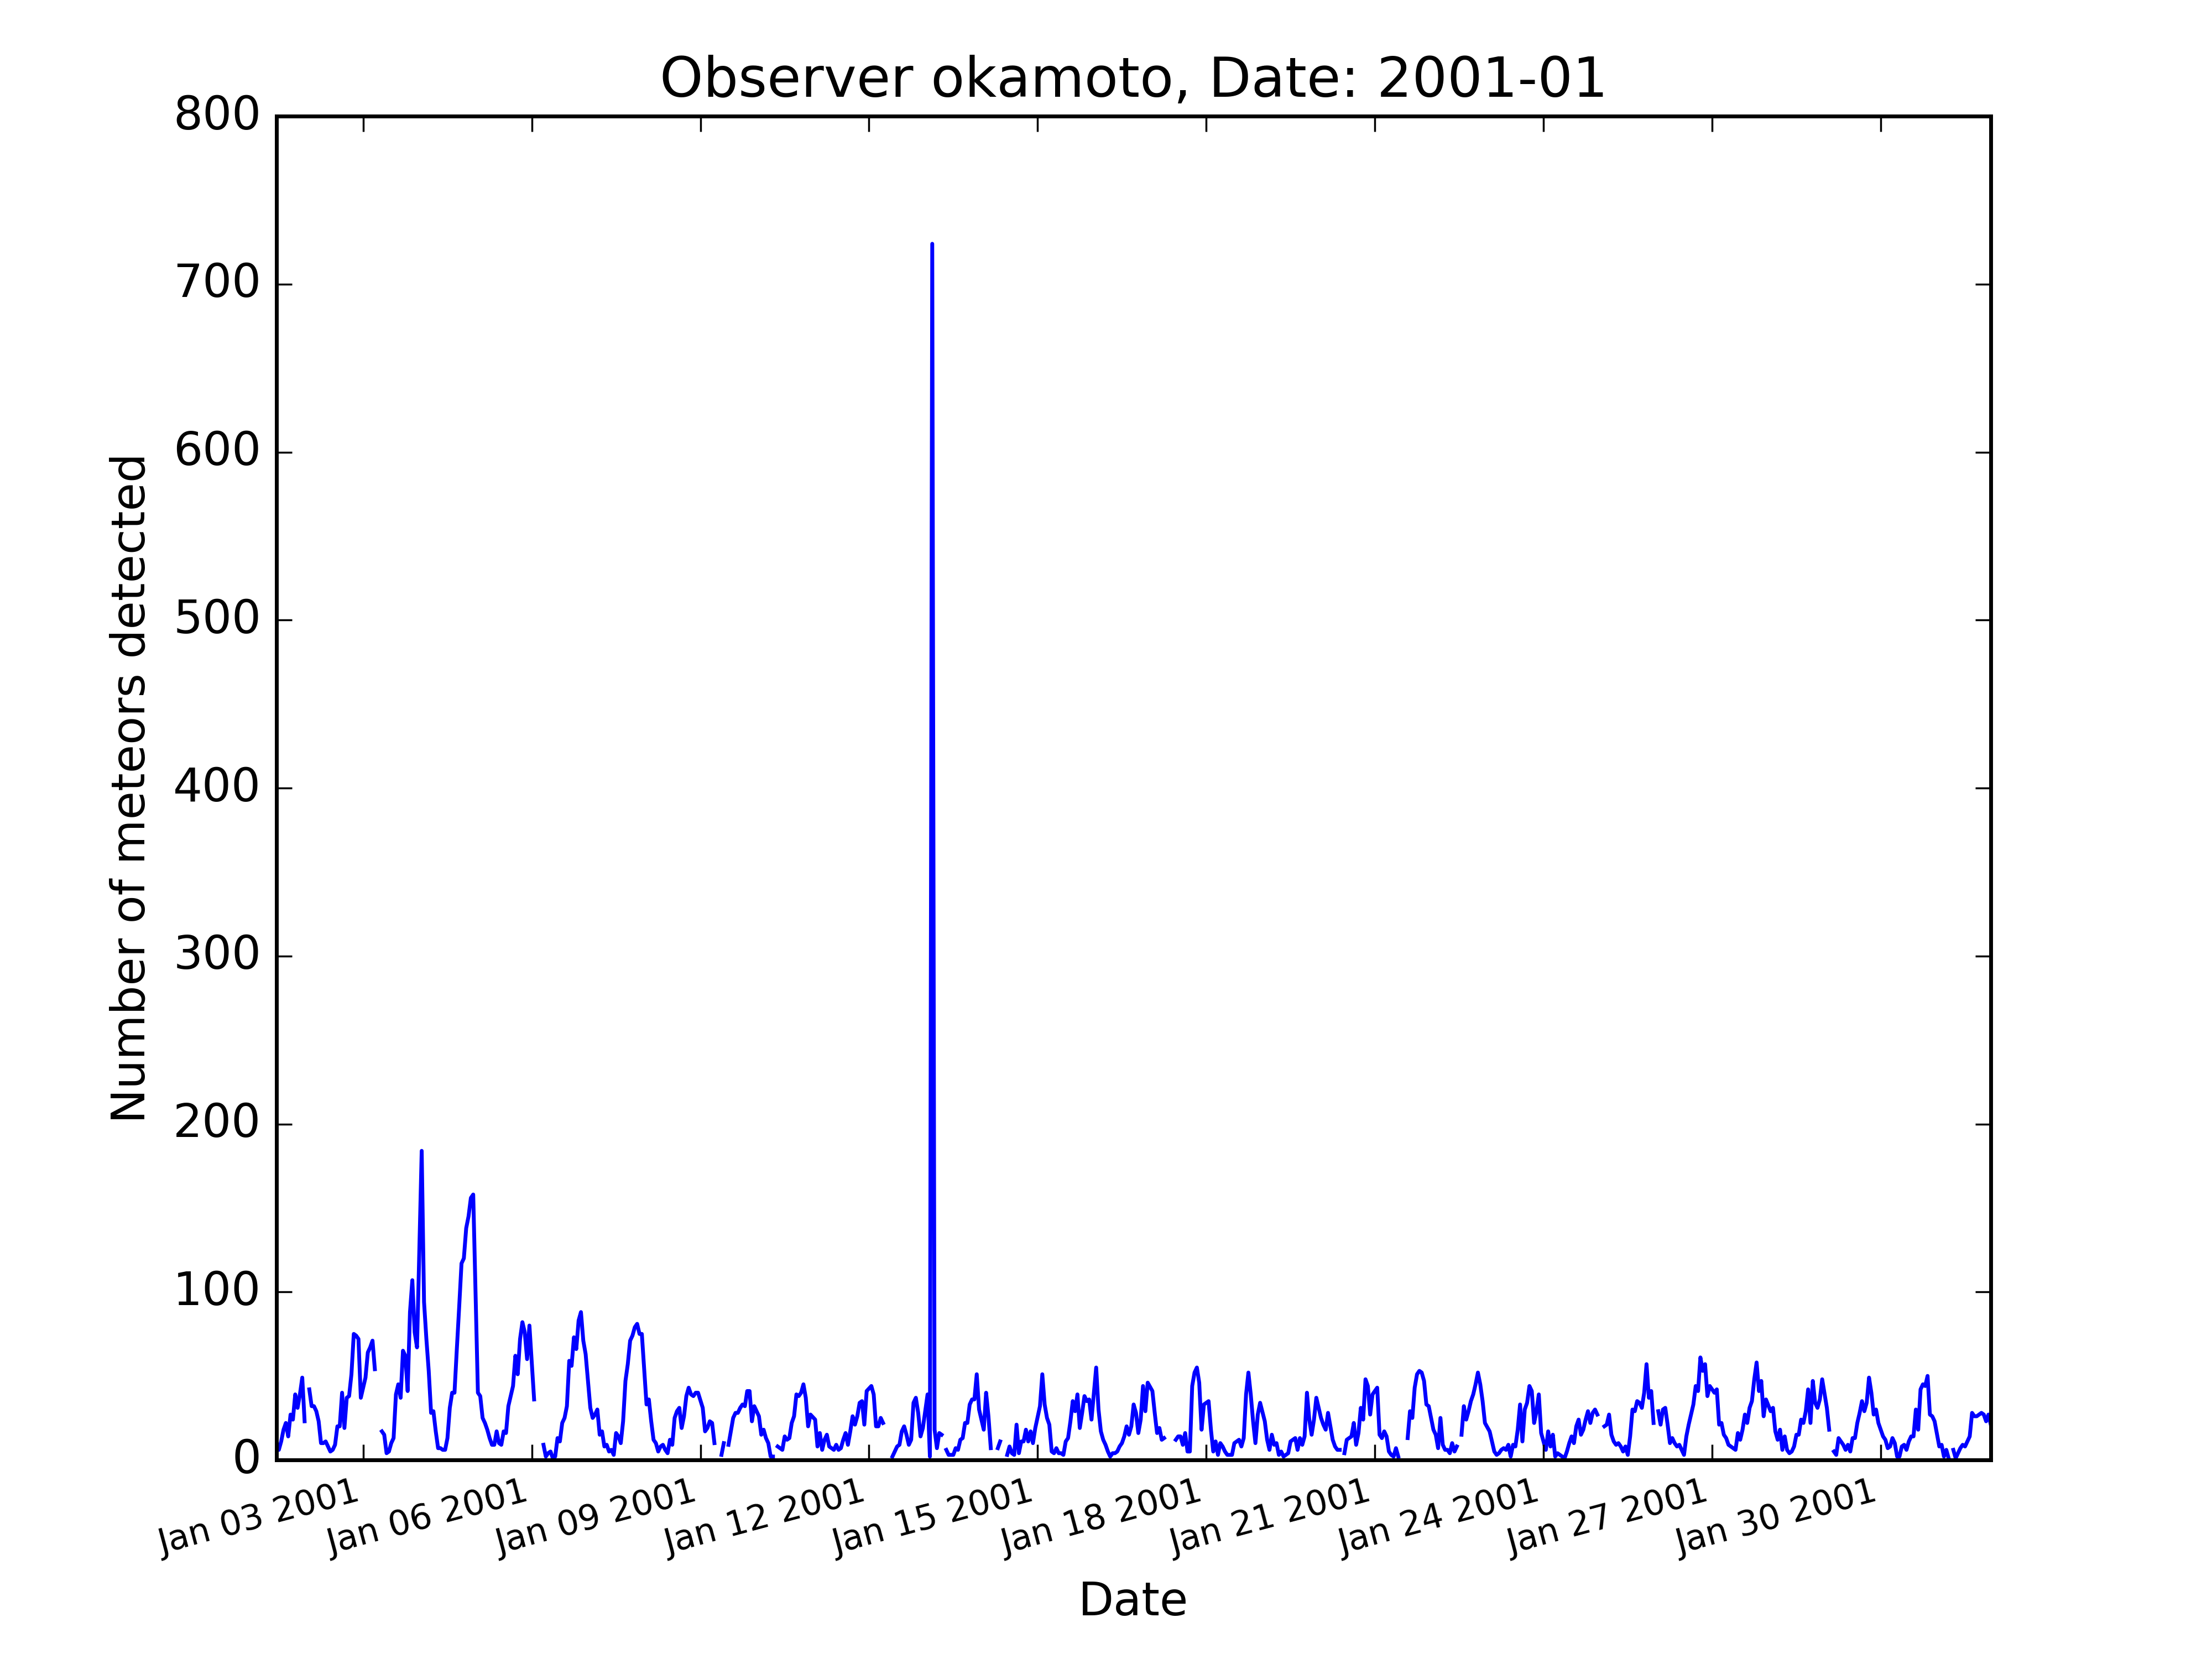 Observer okamoto, Date: 2001-01
800
700
600
500
400
300
200
100
0
Number of meteors detected
Jan 03 2001
Jan 06 2001
Jan 09 2001
Jan 12 2001
Jan 15 2001
Jan 18 2001
Jan 21 2001
Jan 24 2001
Jan 27 2001
Jan 30 2001
Date